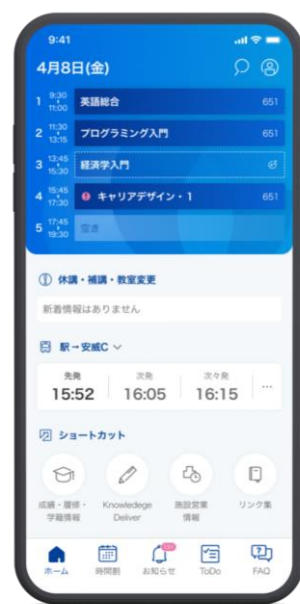 9:41
4月8日(金)
1 9:30 11:00 英語総合 651
2 11:30 13:15 プログラミング入門 651
3 13:45 15:30 経済学入門
4 15:45 17:30 キャリアデザイン・1 651
5 17:45 19:30 空き
休講・補講・教室変更
新着情報はありません
駅→安威C
先発 次発 次々発
15:52 16:05 16:15 …
ショートカット
成績・履修・学籍情報 Knowledege Deliver 施設営業情報 リンク集
ホーム 時間割 お知らせ ToDo FAQ